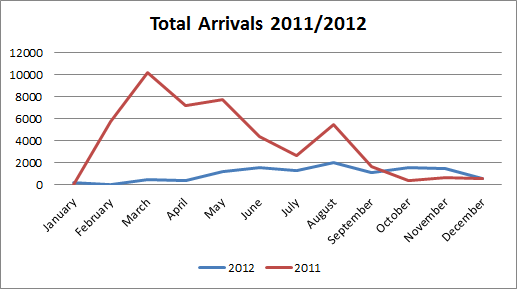 Total Arrivals 2011/2012
12000
10000
8000
6000
4000
2000
0
January
February
March
April
May
June
July
August
September
October
November
December
2012
2011